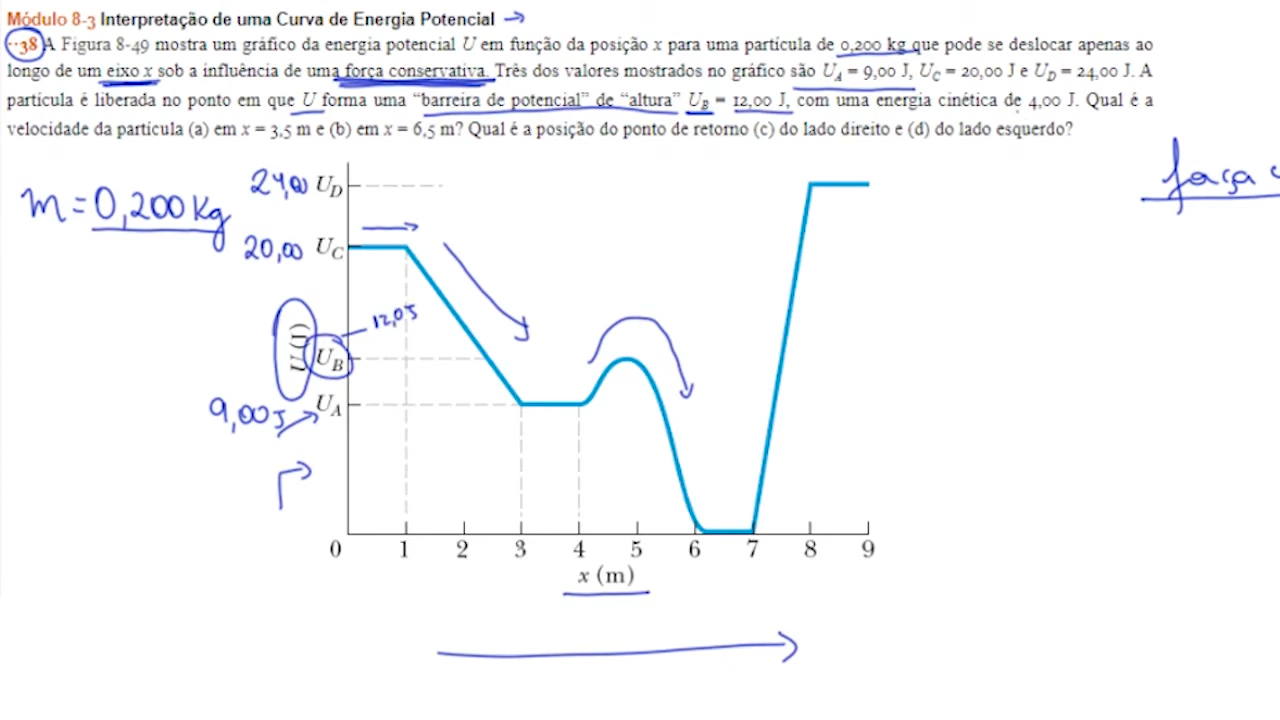 Módulo 8-3 Interpretação de uma Curva de Energia Potencial
··38 A Figura 8-49 mostra um gráfico da energia potencial U em função da posição x para uma partícula de 0,200 kg que pode se deslocar apenas ao
longo de um eixo x sob a influência de uma força conservativa. Três dos valores mostrados no gráfico são U_A = 9,00 J, U_C = 20,00 J e U_D = 24,00 J. A
partícula é liberada no ponto em que U forma uma “barreira de potencial” de “altura” U_B = 12,00 J, com uma energia cinética de 4,00 J. Qual é a
velocidade da partícula (a) em x = 3,5 m e (b) em x = 6,5 m? Qual é a posição do ponto de retorno (c) do lado direito e (d) do lado esquerdo?
força
m = 0,200 Kg
24,00 U_D
20,00 U_C
12,0J
U (J)
U_B
9,00J U_A
0 1 2 3 4 5 6 7 8 9
x (m)